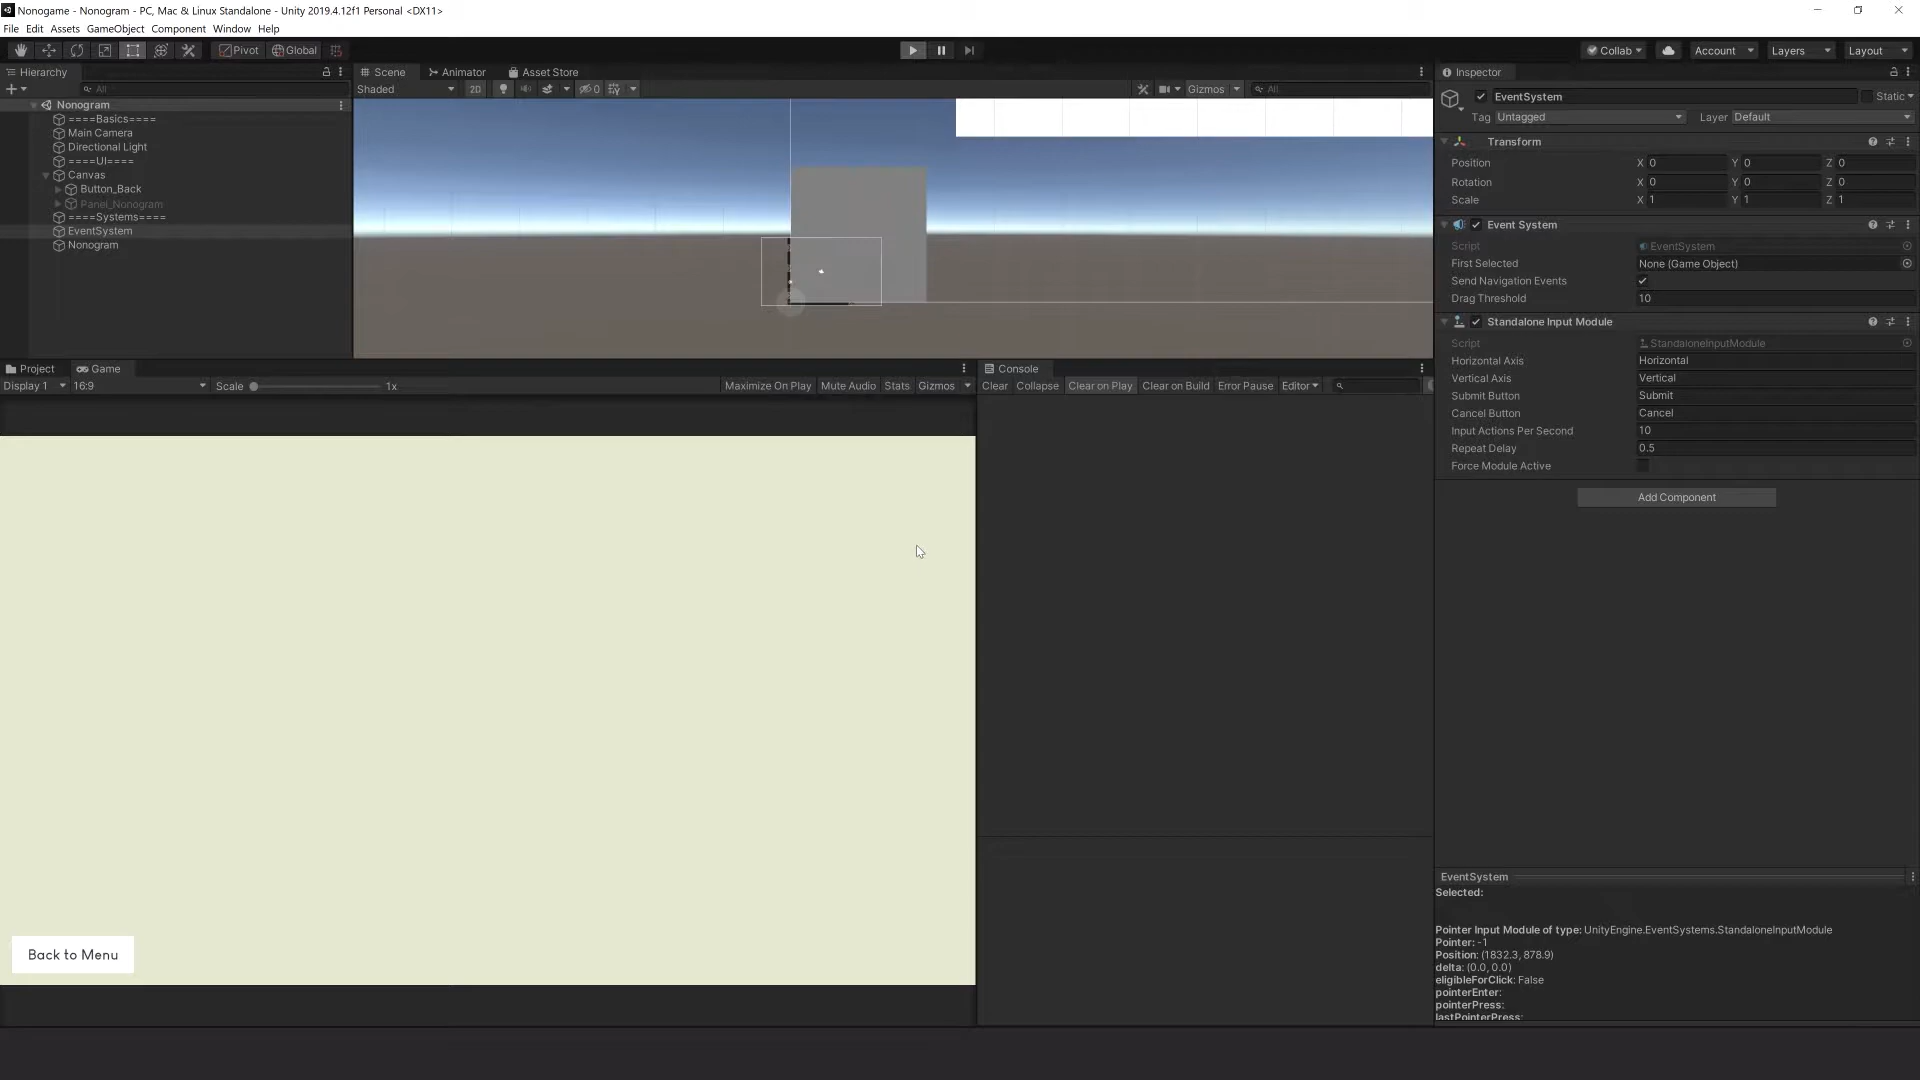 Nonogame - Nonogram - PC, Mac & Linux Standalone - Unity 2019.4.12f1 Personal <DX11>
File Edit Assets GameObject Component Window Help
Pivot Global Collab Account Layers Layout
Hierarchy
All
Nonogram
====Basics====
Main Camera
Directional Light
====UI====
Canvas
Button_Back
Panel_Nonogram
====Systems====
EventSystem
Nonogram
Scene Animator Asset Store
Shaded 2D 0 Gizmos All
Project Game
Display 1 16:9 Scale 1x Maximize On Play Mute Audio Stats Gizmos
Back to Menu
Console
Clear Collapse Clear on Play Clear on Build Error Pause Editor
Inspector
EventSystem Static
Tag Untagged Layer Default
Transform
Position X 0 Y 0 Z 0
Rotation X 0 Y 0 Z 0
Scale X 1 Y 1 Z 1
Event System
Script EventSystem
First Selected None (Game Object)
Send Navigation Events
Drag Threshold 10
Standalone Input Module
Script StandaloneInputModule
Horizontal Axis Horizontal
Vertical Axis Vertical
Submit Button Submit
Cancel Button Cancel
Input Actions Per Second 10
Repeat Delay 0.5
Force Module Active
Add Component
EventSystem
Selected:
Pointer Input Module of type: UnityEngine.EventSystems.StandaloneInputModule
Pointer: -1
Position: (1832.3, 878.9)
delta: (0.0, 0.0)
eligibleForClick: False
pointerEnter:
pointerPress:
lastPointerPress: